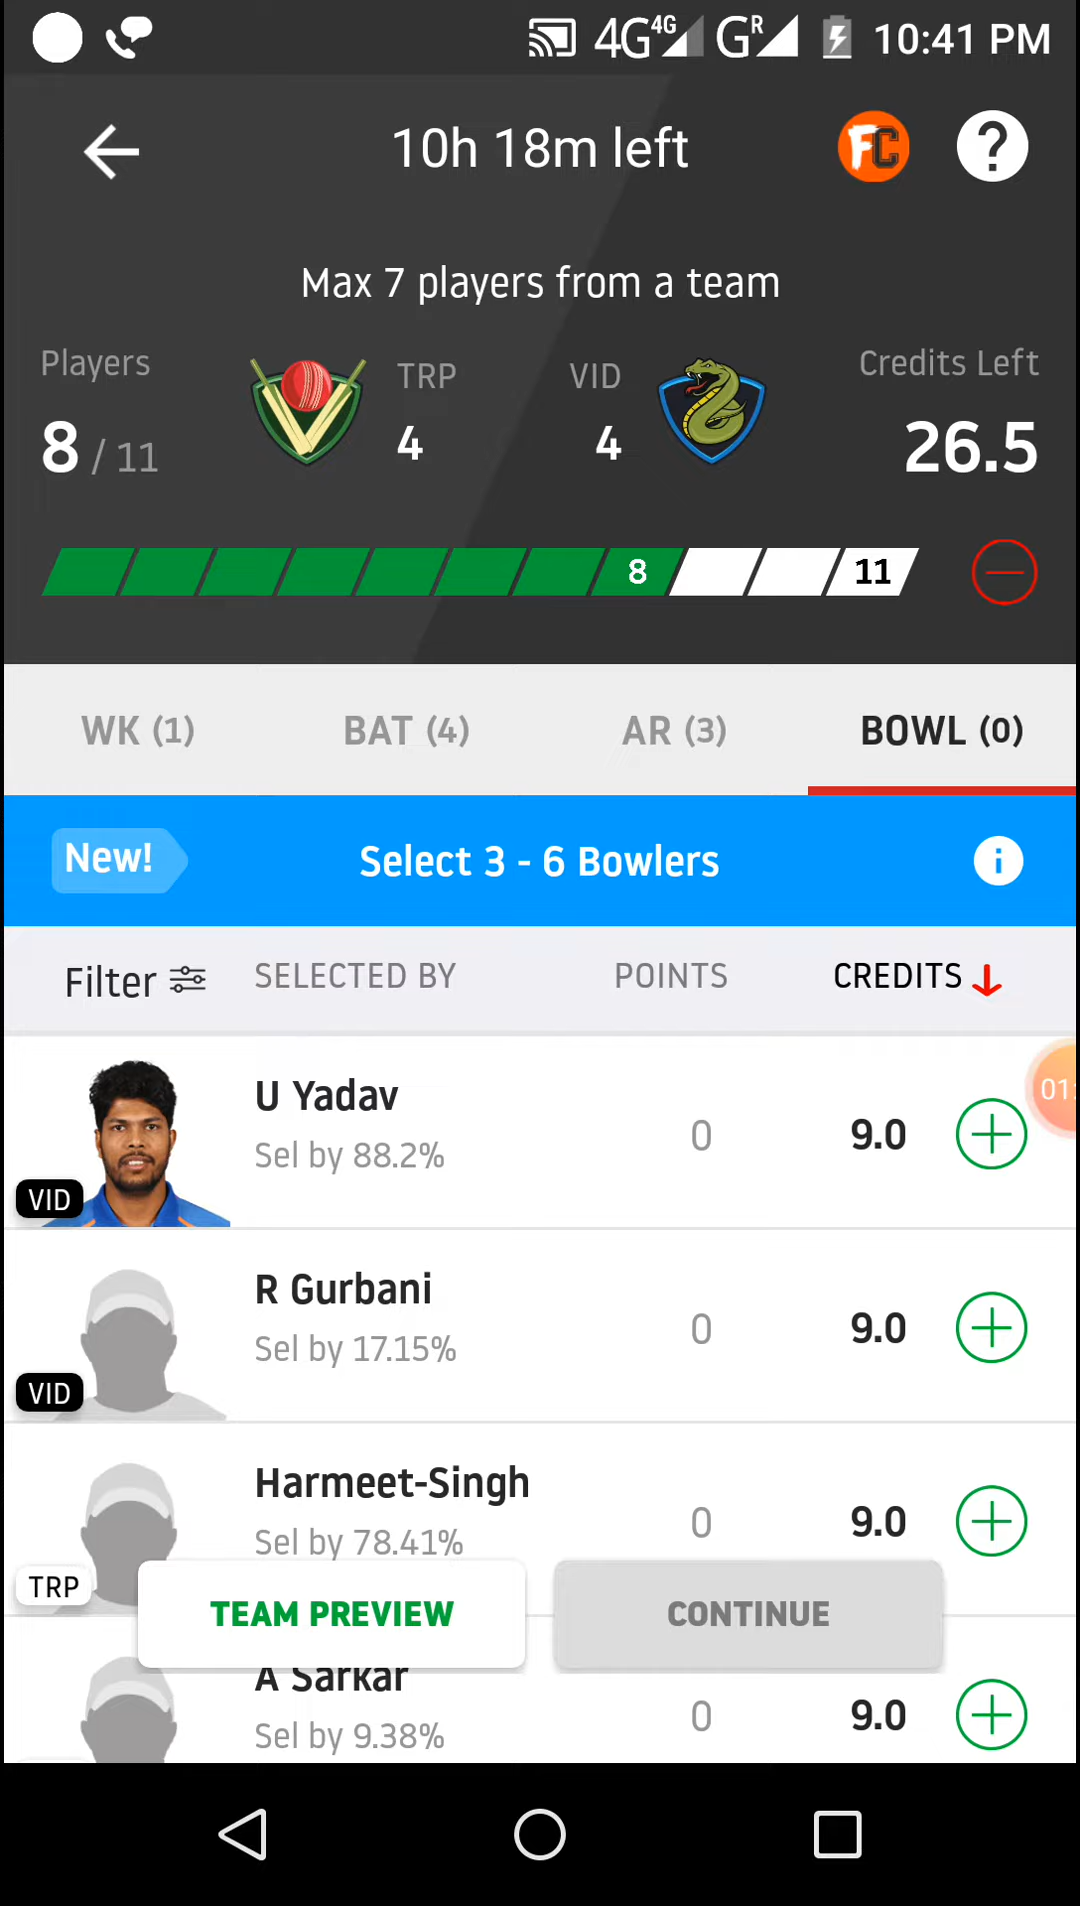 4G 4G G R 10:41 PM
10h 18m left FC ?
Max 7 players from a team
Players TRP VID Credits Left
8 / 11 4 4 26.5
8 11
WK (1) BAT (4) AR (3) BOWL (0)
New! Select 3 - 6 Bowlers i
Filter SELECTED BY POINTS CREDITS
U Yadav
Sel by 88.2% 0 9.0
VID
01:
R Gurbani
Sel by 17.15% 0 9.0
VID
Harmeet-Singh
Sel by 78.41% 0 9.0
TRP
TEAM PREVIEW CONTINUE
A Sarkar
Sel by 9.38% 0 9.0